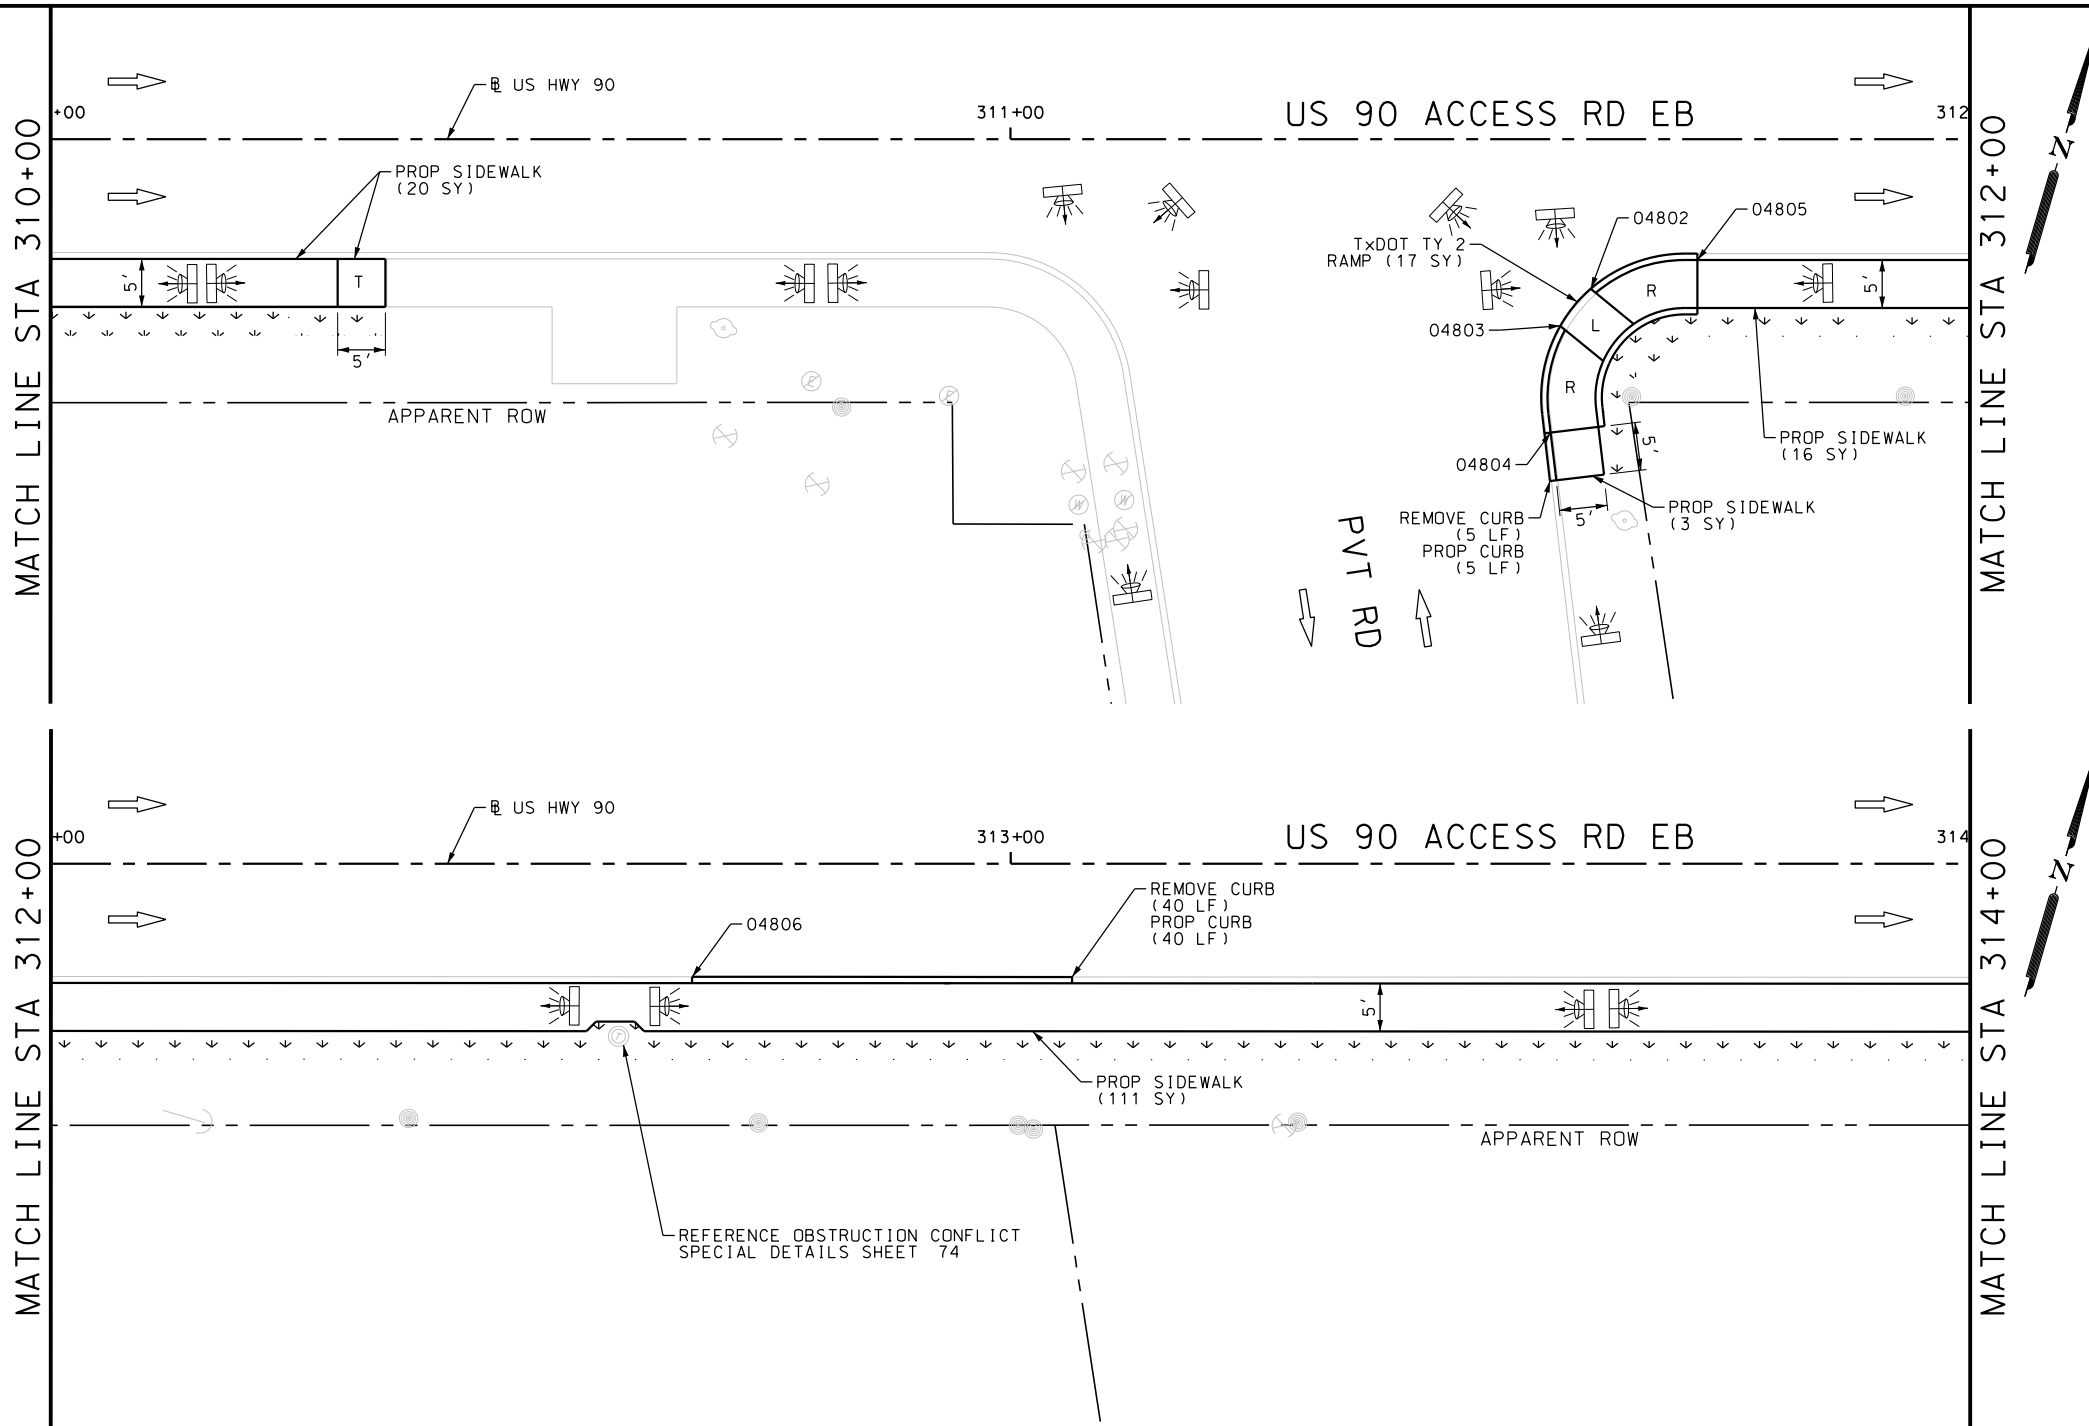 MATCH LINE STA 310+00
+00
℄ US HWY 90
311+00
US 90 ACCESS RD EB
312
MATCH LINE STA 312+00
N
PROP SIDEWALK
(20 SY)
5'
T
5'
APPARENT ROW
E
E
W
W
TxDOT TY 2
RAMP (17 SY)
04802
04805
04803
R
L
R
5'
04804
5'
PROP SIDEWALK
(16 SY)
PROP SIDEWALK
(3 SY)
5'
REMOVE CURB
(5 LF)
PROP CURB
(5 LF)
PVT RD
MATCH LINE STA 312+00
+00
℄ US HWY 90
313+00
US 90 ACCESS RD EB
314
MATCH LINE STA 314+00
N
04806
REMOVE CURB
(40 LF)
PROP CURB
(40 LF)
5'
T
PROP SIDEWALK
(111 SY)
APPARENT ROW
REFERENCE OBSTRUCTION CONFLICT
SPECIAL DETAILS SHEET 74